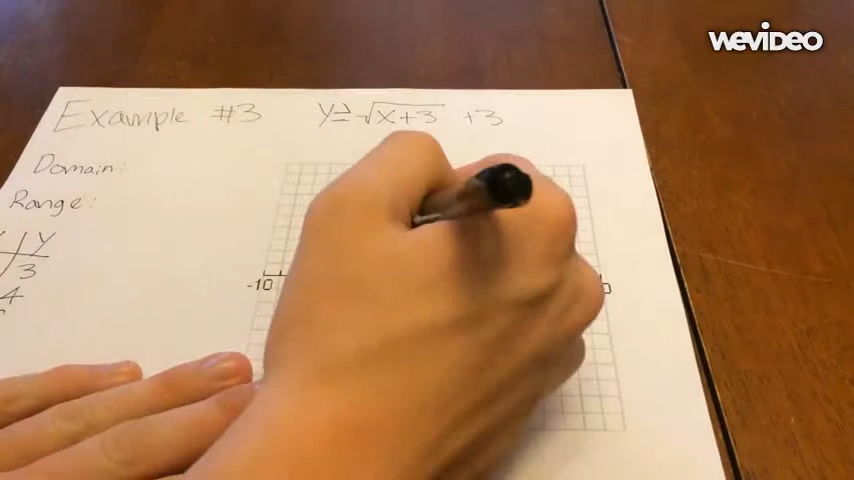 wevideo
Example #3 y ≥ √x+3 +3
Domain:
Range:
Y
3
4
-10